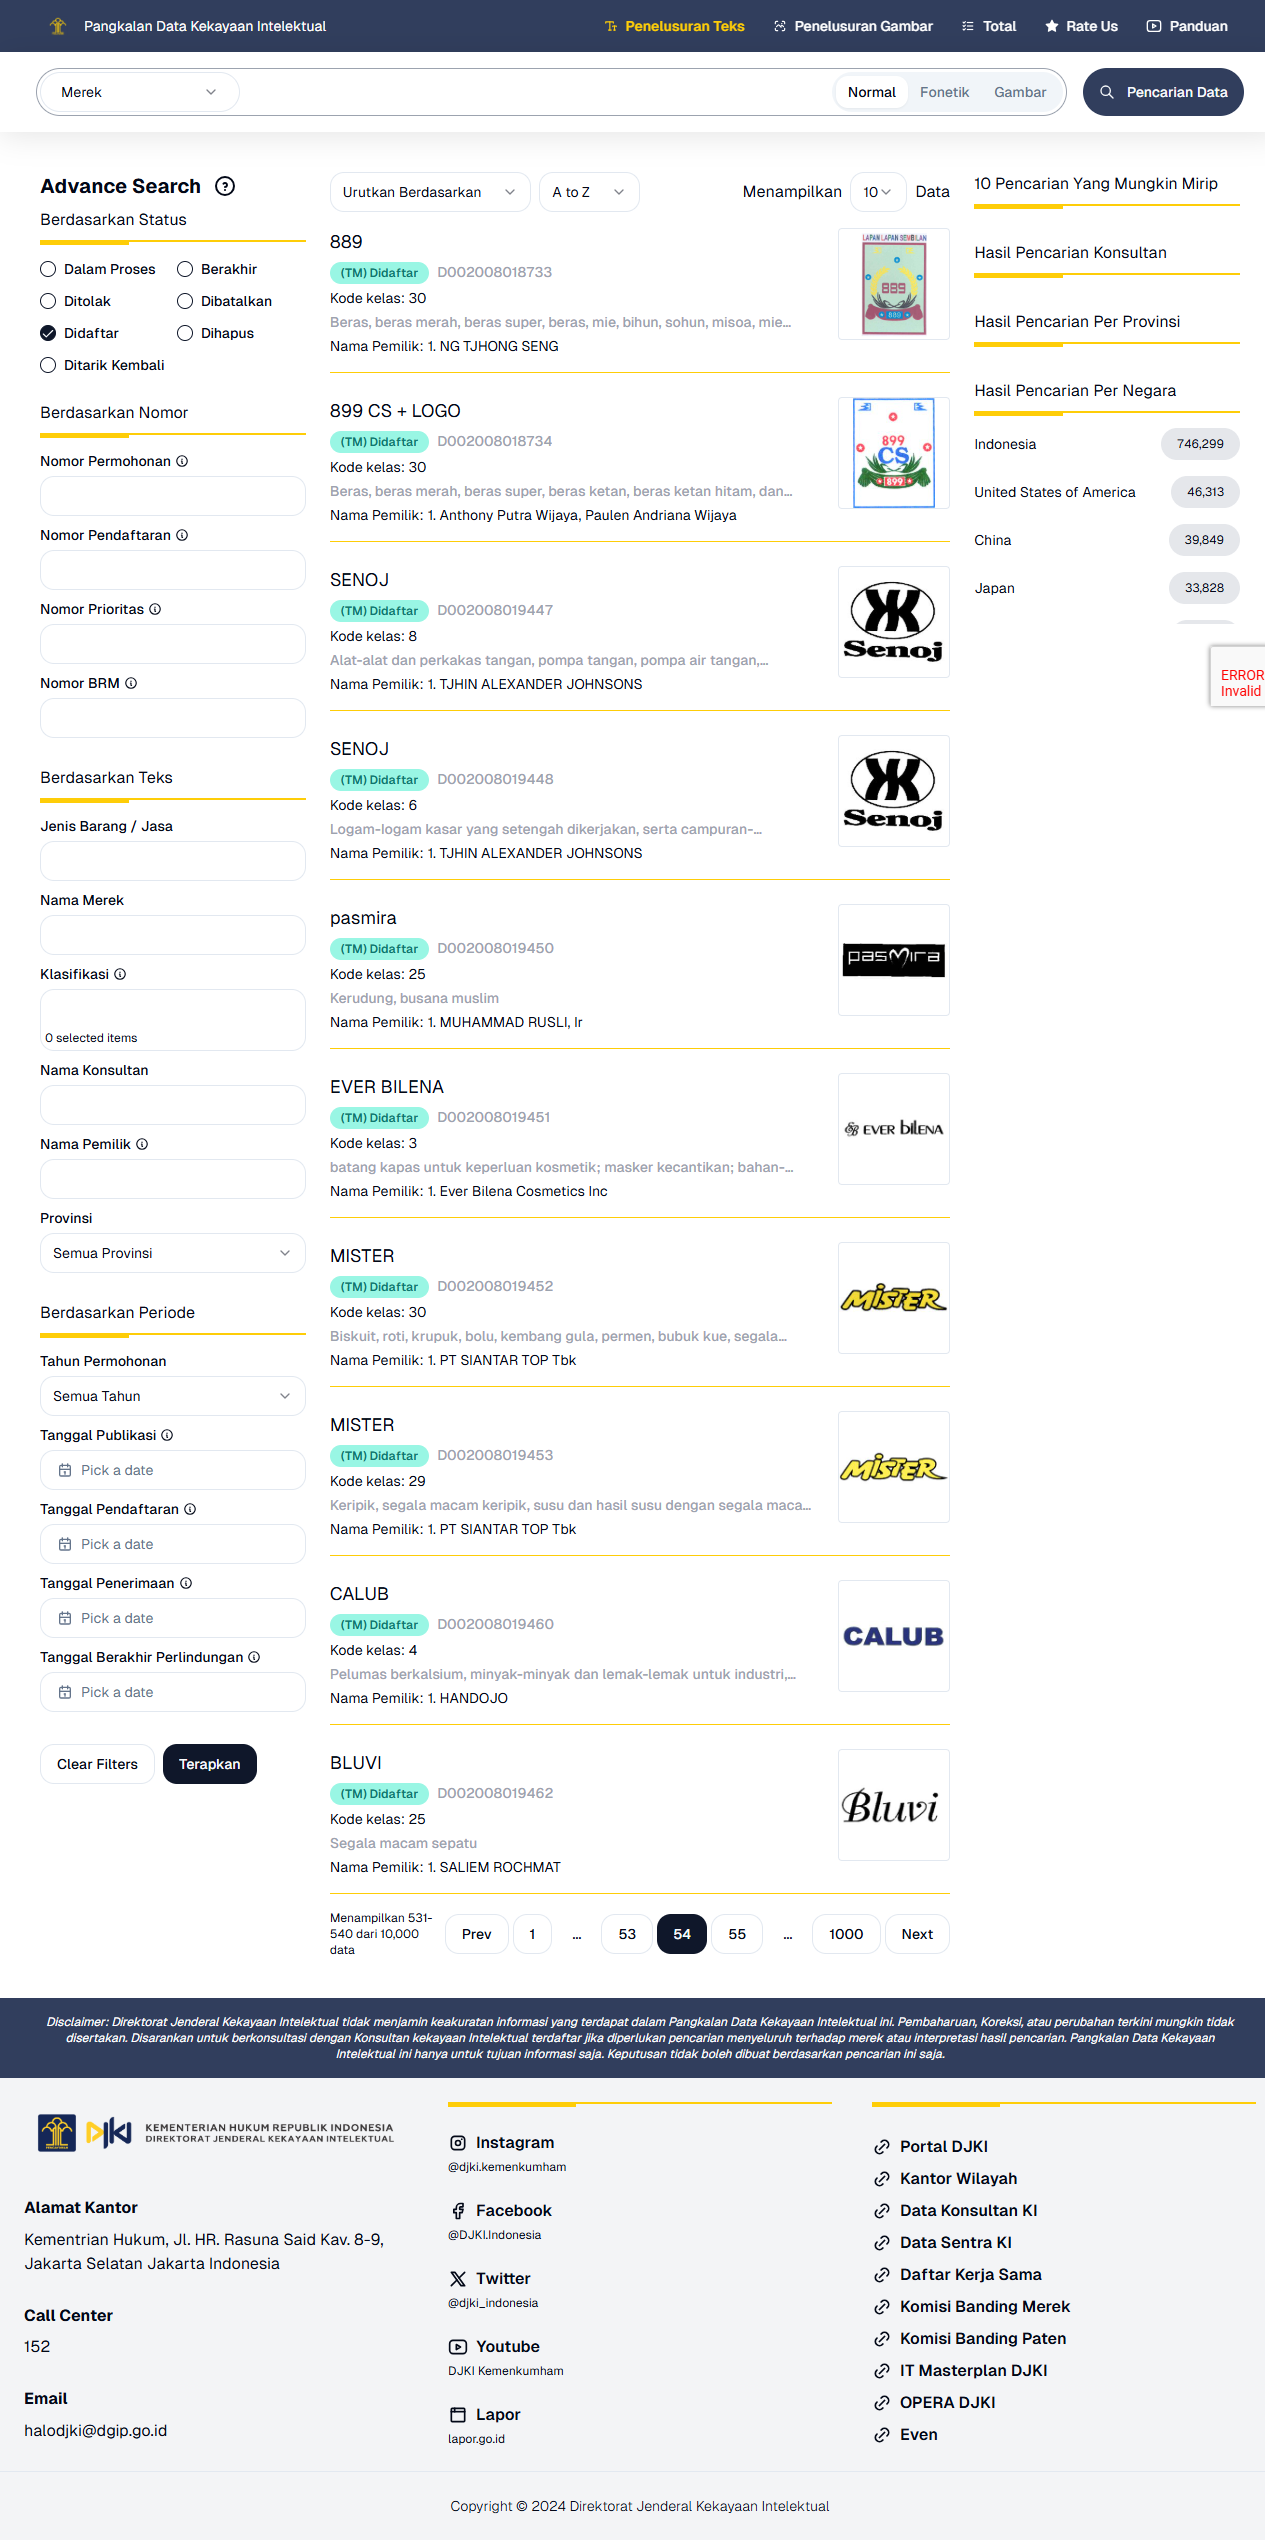 Pangkalan Data Kekayaan Intelektual
Penelusuran Teks
Penelusuran Gambar
Total
Rate Us
Panduan
Merek
Normal
Fonetik
Gambar
Pencarian Data
Advance Search
Berdasarkan Status
Dalam Proses
Berakhir
Ditolak
Dibatalkan
Didaftar
Dihapus
Ditarik Kembali
Berdasarkan Nomor
Nomor Permohonan
Nomor Pendaftaran
Nomor Prioritas
Nomor BRM
Berdasarkan Teks
Jenis Barang / Jasa
Nama Merek
Klasifikasi
0 selected items
Nama Konsultan
Nama Pemilik
Provinsi
Semua Provinsi
Berdasarkan Periode
Tahun Permohonan
Semua Tahun
Tanggal Publikasi
Pick a date
Tanggal Pendaftaran
Pick a date
Tanggal Penerimaan
Pick a date
Tanggal Berakhir Perlindungan
Pick a date
Clear Filters
Terapkan
Urutkan Berdasarkan
A to Z
Menampilkan 10 Data
889
(TM) Didaftar D002008018733
Kode kelas: 30
Beras, beras merah, beras super, beras, mie, bihun, sohun, misoa, mie...
Nama Pemilik: 1. NG TJHONG SENG
LAPAN LAPAN SEMBILAN
889
889
899 CS + LOGO
(TM) Didaftar D002008018734
Kode kelas: 30
Beras, beras merah, beras super, beras ketan, beras ketan hitam, dan...
Nama Pemilik: 1. Anthony Putra Wijaya, Paulen Andriana Wijaya
899
CS
899
SENOJ
(TM) Didaftar D002008019447
Kode kelas: 8
Alat-alat dan perkakas tangan, pompa tangan, pompa air tangan,...
Nama Pemilik: 1. TJHIN ALEXANDER JOHNSONS
Senoj
SENOJ
(TM) Didaftar D002008019448
Kode kelas: 6
Logam-logam kasar yang setengah dikerjakan, serta campuran-...
Nama Pemilik: 1. TJHIN ALEXANDER JOHNSONS
Senoj
pasmira
(TM) Didaftar D002008019450
Kode kelas: 25
Kerudung, busana muslim
Nama Pemilik: 1. MUHAMMAD RUSLI, Ir
pasMira
EVER BILENA
(TM) Didaftar D002008019451
Kode kelas: 3
batang kapas untuk keperluan kosmetik; masker kecantikan; bahan-...
Nama Pemilik: 1. Ever Bilena Cosmetics Inc
EVER bilENA
MISTER
(TM) Didaftar D002008019452
Kode kelas: 30
Biskuit, roti, krupuk, bolu, kembang gula, permen, bubuk kue, segala...
Nama Pemilik: 1. PT SIANTAR TOP Tbk
MISTER
MISTER
(TM) Didaftar D002008019453
Kode kelas: 29
Keripik, segala macam keripik, susu dan hasil susu dengan segala maca...
Nama Pemilik: 1. PT SIANTAR TOP Tbk
MISTER
CALUB
(TM) Didaftar D002008019460
Kode kelas: 4
Pelumas berkalsium, minyak-minyak dan lemak-lemak untuk industri,...
Nama Pemilik: 1. HANDOJO
CALUB
BLUVI
(TM) Didaftar D002008019462
Kode kelas: 25
Segala macam sepatu
Nama Pemilik: 1. SALIEM ROCHMAT
Bluvi
Menampilkan 531-
540 dari 10,000
data
Prev 1 ... 53 54 55 ... 1000 Next
10 Pencarian Yang Mungkin Mirip
Hasil Pencarian Konsultan
Hasil Pencarian Per Provinsi
Hasil Pencarian Per Negara
Indonesia 746,299
United States of America 46,313
China 39,849
Japan 33,828
ERROR
Invalid
Disclaimer: Direktorat Jenderal Kekayaan Intelektual tidak menjamin keakuratan informasi yang terdapat dalam Pangkalan Data Kekayaan Intelektual ini. Pembaharuan, Koreksi, atau perubahan terkini mungkin tidak
disertakan. Disarankan untuk berkonsultasi dengan Konsultan kekayaan Intelektual terdaftar jika diperlukan pencarian menyeluruh terhadap merek atau interpretasi hasil pencarian. Pangkalan Data Kekayaan
Intelektual ini hanya untuk tujuan informasi saja. Keputusan tidak boleh dibuat berdasarkan pencarian ini saja.
KEMENTERIAN HUKUM REPUBLIK INDONESIA
DIREKTORAT JENDERAL KEKAYAAN INTELEKTUAL
Alamat Kantor
Kementrian Hukum, Jl. HR. Rasuna Said Kav. 8-9,
Jakarta Selatan Jakarta Indonesia
Call Center
152
Email
halodjki@dgip.go.id
Instagram
@djki.kemenkumham
Facebook
@DJKI.Indonesia
Twitter
@djki_indonesia
Youtube
DJKI Kemenkumham
Lapor
lapor.go.id
Portal DJKI
Kantor Wilayah
Data Konsultan KI
Data Sentra KI
Daftar Kerja Sama
Komisi Banding Merek
Komisi Banding Paten
IT Masterplan DJKI
OPERA DJKI
Even
Copyright © 2024 Direktorat Jenderal Kekayaan Intelektual